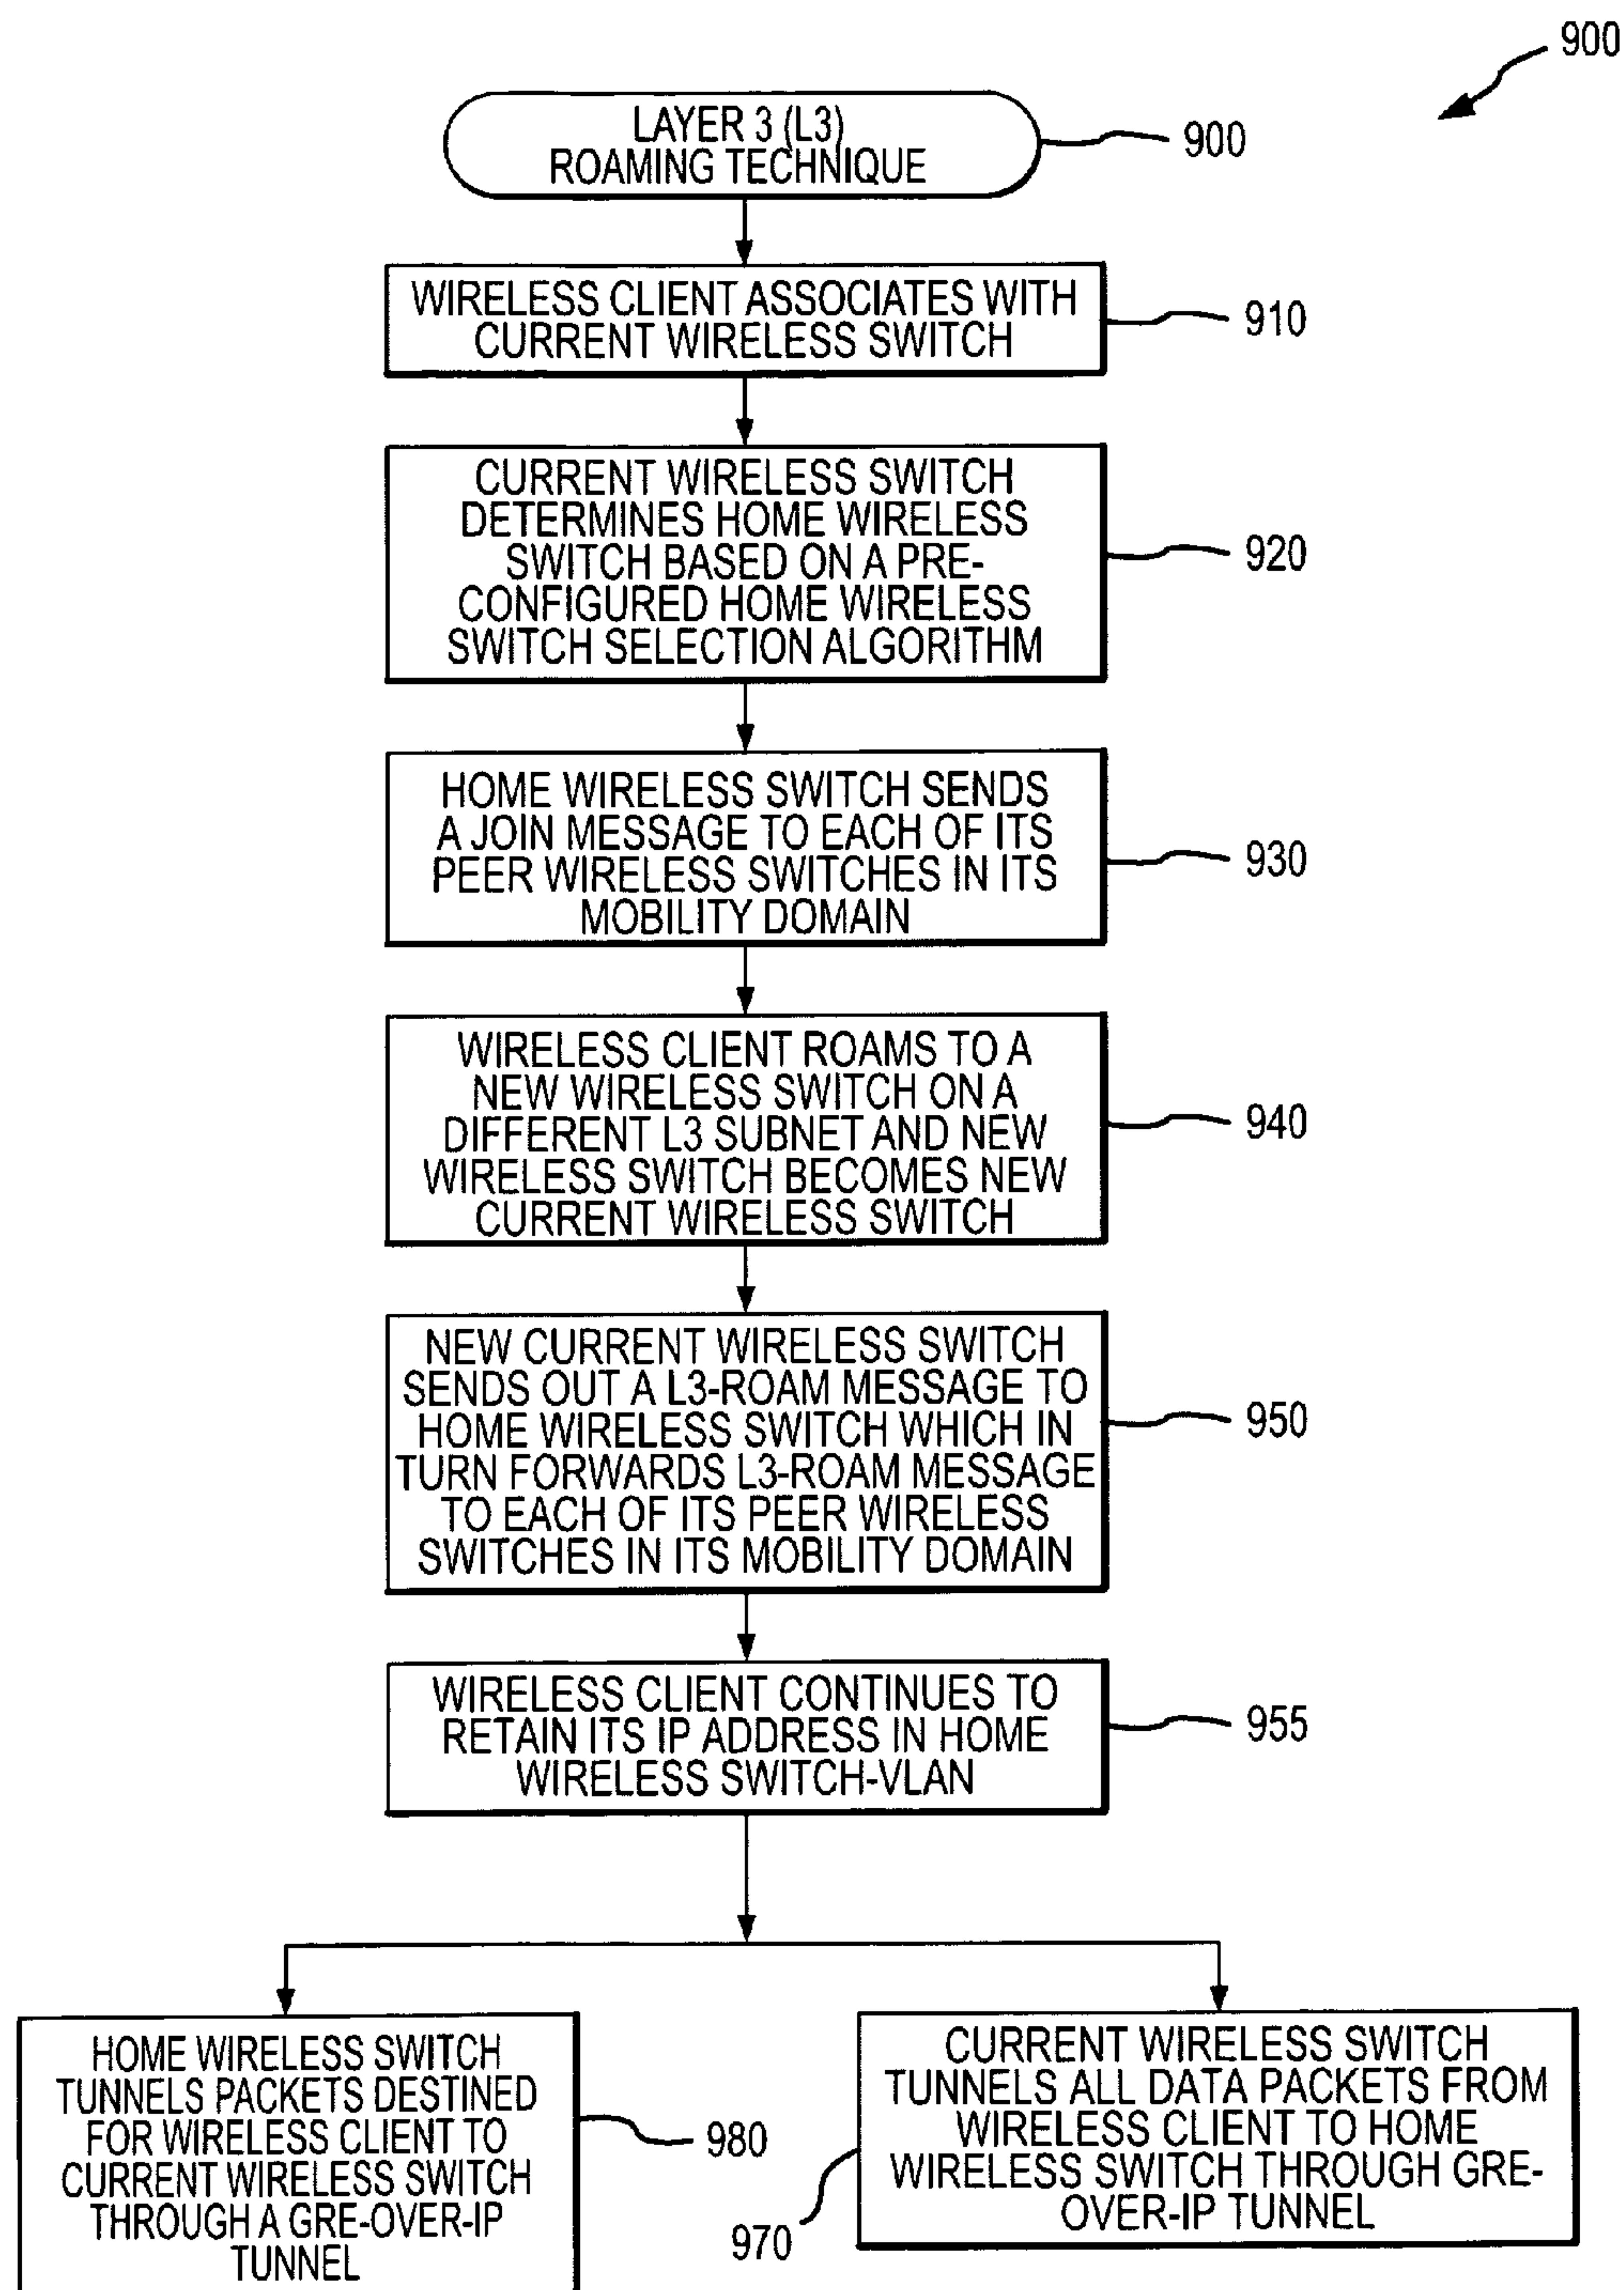 900
LAYER 3 (L3)
ROAMING TECHNIQUE
900
WIRELESS CLIENT ASSOCIATES WITH
CURRENT WIRELESS SWITCH
910
CURRENT WIRELESS SWITCH
DETERMINES HOME WIRELESS
SWITCH BASED ON A PRE-
CONFIGURED HOME WIRELESS
SWITCH SELECTION ALGORITHM
920
HOME WIRELESS SWITCH SENDS
A JOIN MESSAGE TO EACH OF ITS
PEER WIRELESS SWITCHES IN ITS
MOBILITY DOMAIN
930
WIRELESS CLIENT ROAMS TO A
NEW WIRELESS SWITCH ON A
DIFFERENT L3 SUBNET AND NEW
WIRELESS SWITCH BECOMES NEW
CURRENT WIRELESS SWITCH
940
NEW CURRENT WIRELESS SWITCH
SENDS OUT A L3-ROAM MESSAGE TO
HOME WIRELESS SWITCH WHICH IN
TURN FORWARDS L3-ROAM MESSAGE
TO EACH OF ITS PEER WIRELESS
SWITCHES IN ITS MOBILITY DOMAIN
950
WIRELESS CLIENT CONTINUES TO
RETAIN ITS IP ADDRESS IN HOME
WIRELESS SWITCH-VLAN
955
HOME WIRELESS SWITCH
TUNNELS PACKETS DESTINED
FOR WIRELESS CLIENT TO
CURRENT WIRELESS SWITCH
THROUGH A GRE-OVER-IP
TUNNEL
980
CURRENT WIRELESS SWITCH
TUNNELS ALL DATA PACKETS FROM
WIRELESS CLIENT TO HOME
WIRELESS SWITCH THROUGH GRE-
OVER-IP TUNNEL
970